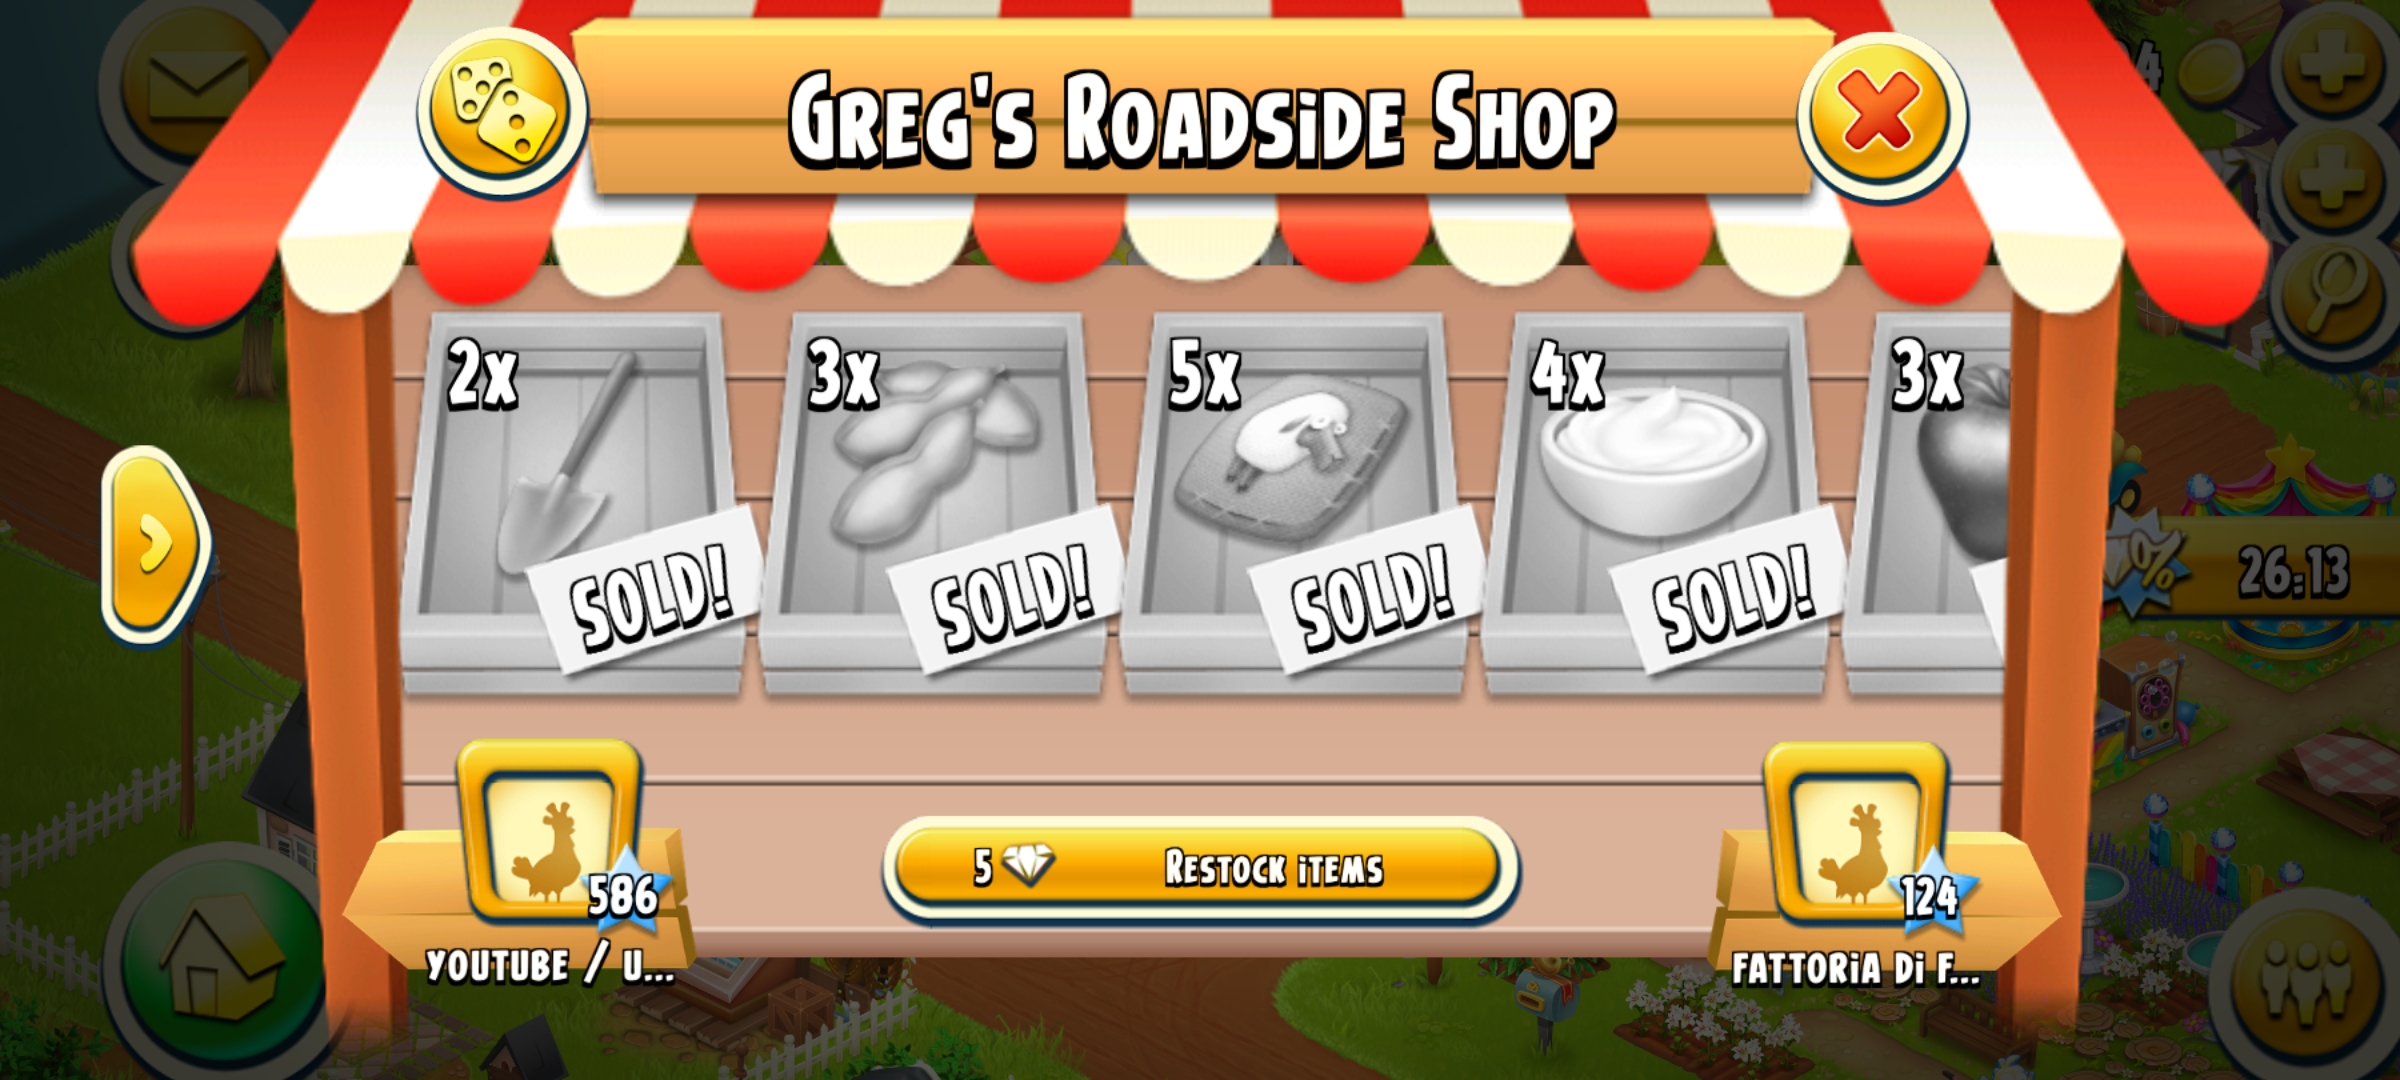 GREG'S ROADSIDE SHOP
2x
3x
5x
4x
3x
SOLD!
SOLD!
SOLD!
SOLD!
26:13
586
5
RESTOCK ITEMS
124
YOUTUBE / U...
FATTORIA DI F...